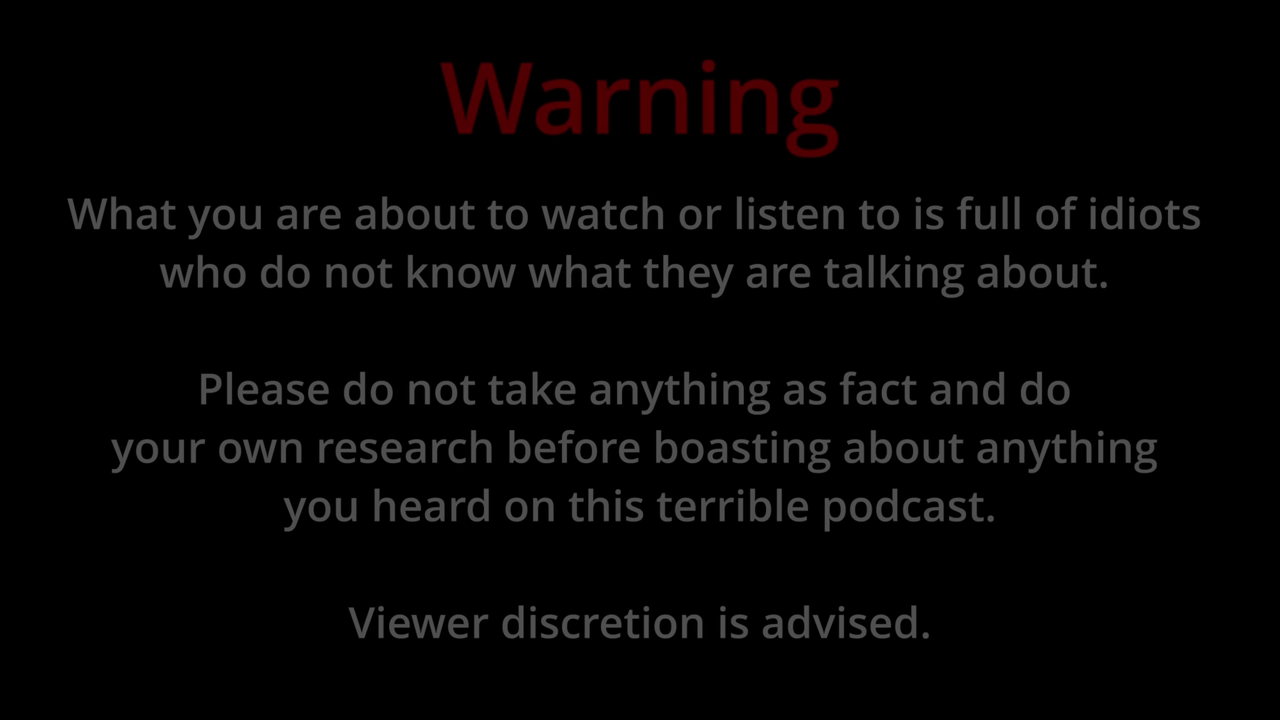 Warning
What you are about to watch or listen to is full of idiots
who do not know what they are talking about.
Please do not take anything as fact and do
your own research before boasting about anything
you heard on this terrible podcast.
Viewer discretion is advised.